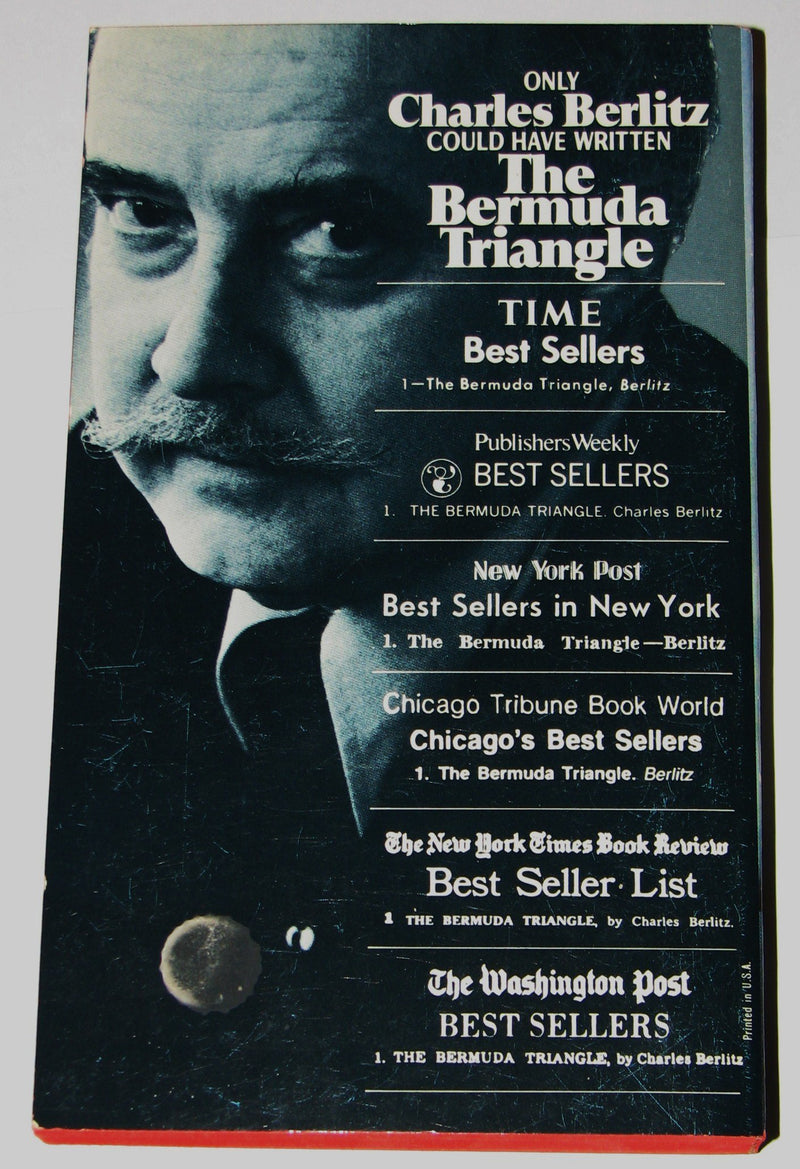 ONLY
Charles Berlitz
COULD HAVE WRITTEN
The
Bermuda
Triangle
TIME
Best Sellers
1—The Bermuda Triangle, Berlitz
Publishers Weekly
BEST SELLERS
1. THE BERMUDA TRIANGLE. Charles Berlitz
New York Post
Best Sellers in New York
1. The Bermuda Triangle—Berlitz
Chicago Tribune Book World
Chicago's Best Sellers
1. The Bermuda Triangle. Berlitz
The New York Times Book Review
Best Seller List
1 THE BERMUDA TRIANGLE, by Charles Berlitz.
The Washington Post
BEST SELLERS
1. THE BERMUDA TRIANGLE, by Charles Berlitz
Printed in U.S.A.